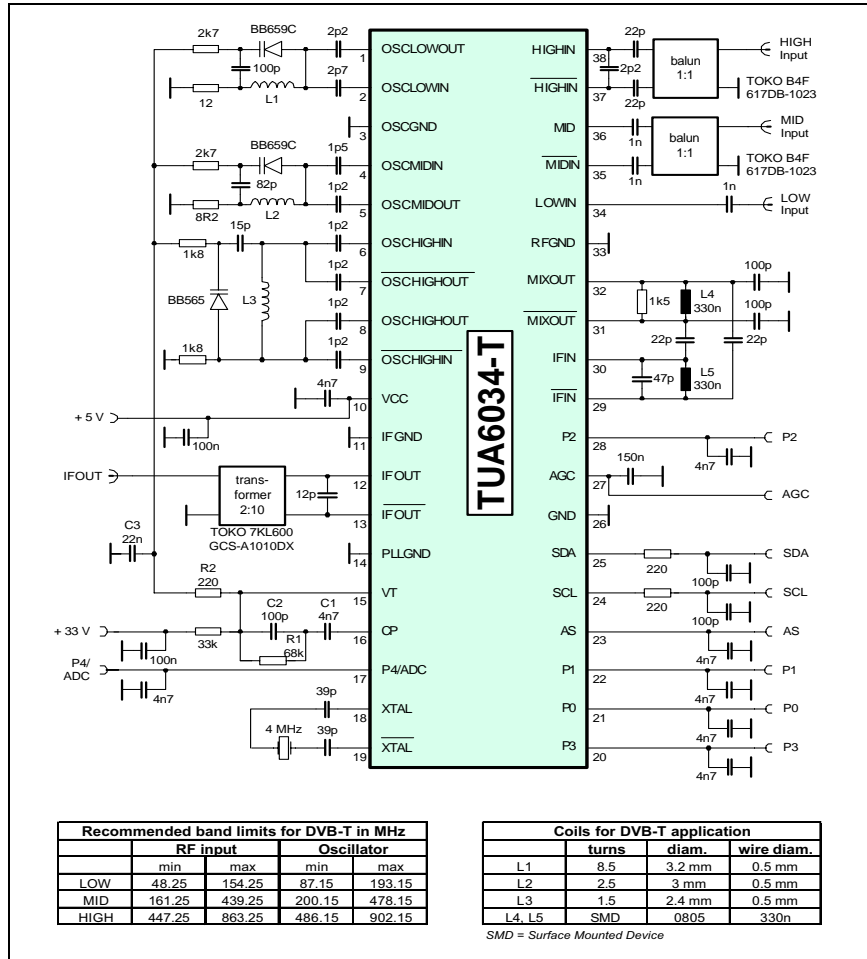 2k7 BB659C 2p2
1 OSCLOWOUT
100p
2p7
12 L1
2 OSCLOWIN
3 OSCGND
2k7 BB659C 1p5
4 OSCMIDIN
82p
1p2
8R2 L2
5 OSCMIDOUT
15p 1p2
1k8
6 OSCHIGHIN
1p2
7 OSCHIGHOUT
BB565 L3
1p2
8 OSCHIGHOUT
1k8 1p2
9 OSCHIGHIN
4n7
10 VCC
+ 5 V
100n
11 IFGND
IFOUT
trans-
former
2:10
12 IFOUT
12p
13 IFOUT
TOKO 7KL600
GCS-A1010DX
C3
22n
14 PLLGND
R2
220
15 VT
C2
100p
C1
4n7
+ 33 V
33k
16 CP
R1
68k
100n
P4/
ADC
4n7
17 P4/ADC
39p
18 XTAL
4 MHz
39p
19 XTAL
TUA6034-T
HIGHIN 38
22p
balun
1:1
HIGH
Input
2p2
HIGHIN 37
22p
TOKO B4F
617DB-1023
MID 36
1n
balun
1:1
MID
Input
MIDIN 35
1n
TOKO B4F
617DB-1023
LOWIN 34
1n
LOW
Input
RFGND 33
MIXOUT 32
100p
1k5
L4
330n
MIXOUT 31
100p
22p 22p
IFIN 30
47p
L5
330n
IFIN 29
P2 28
4n7
P2
AGC 27
150n
AGC
GND 26
SDA 25
220
100p
SDA
SCL 24
220
100p
SCL
AS 23
4n7
AS
P1 22
4n7
P1
P0 21
4n7
P0
P3 20
4n7
P3
Recommended band limits for DVB-T in MHz
RF input Oscillator
min max min max
LOW 48.25 154.25 87.15 193.15
MID 161.25 439.25 200.15 478.15
HIGH 447.25 863.25 486.15 902.15
Coils for DVB-T application
turns diam. wire diam.
L1 8.5 3.2 mm 0.5 mm
L2 2.5 3 mm 0.5 mm
L3 1.5 2.4 mm 0.5 mm
L4, L5 SMD 0805 330n
SMD = Surface Mounted Device